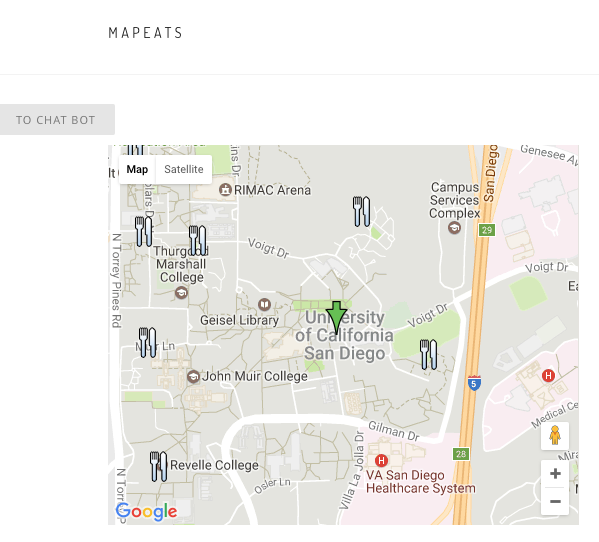 MAPEATS
TO CHAT BOT
Map
Satellite
RIMAC Arena
Genesee
Campus
Services
Complex
San Diego
29
N Torrey Pines Rd
Thurgood
Marshall
College
Voigt Dr
Voigt Dr
Geisel Library
University
of California
San Diego
Voigt Dr
Muir Ln
John Muir College
5
H
Medical Ce
Gilman Dr
28
H
VA San Diego
Healthcare System
Villa La Jolla Dr
Revelle College
Osler Ln
N Torr
Mira
Google